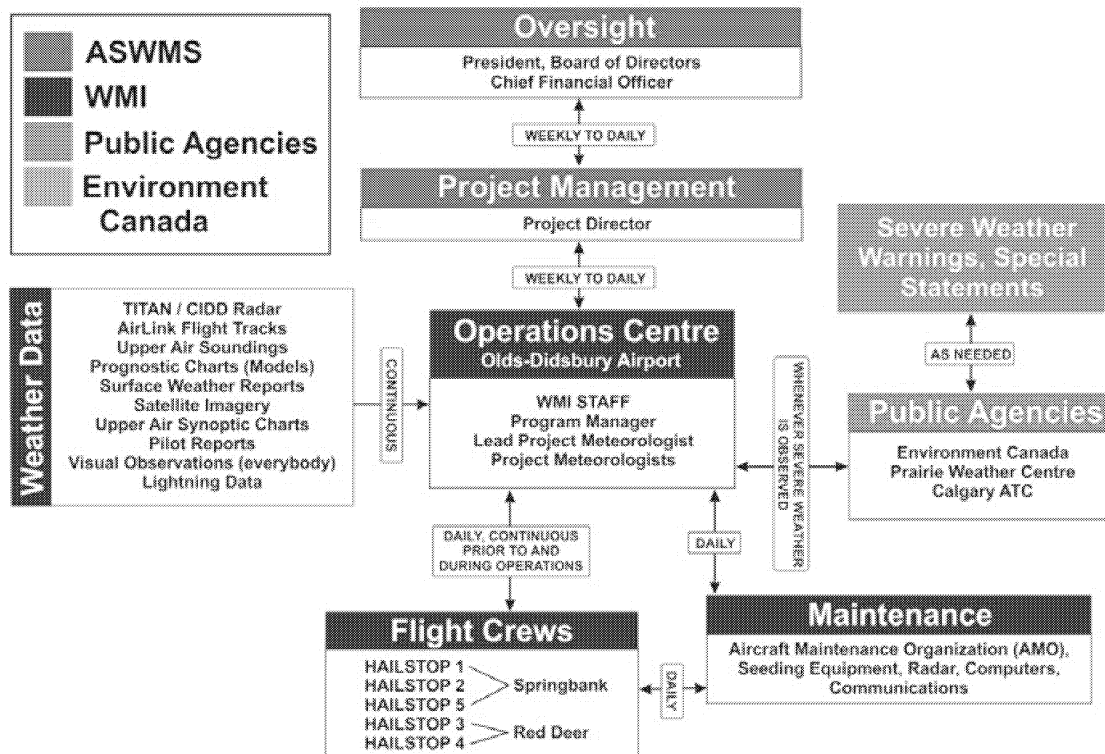 ASWMS
WMI
Public Agencies
Environment
Canada
Oversight
President, Board of Directors
Chief Financial Officer
WEEKLY TO DAILY
Project Management
Project Director
WEEKLY TO DAILY
Severe Weather
Warnings, Special
Statements
AS NEEDED
Weather Data
TITAN / CIDD Radar
AirLink Flight Tracks
Upper Air Soundings
Prognostic Charts (Models)
Surface Weather Reports
Satellite Imagery
Upper Air Synoptic Charts
Pilot Reports
Visual Observations (everybody)
Lightning Data
CONTINUOUS
Operations Centre
Olds-Didsbury Airport
WMI STAFF
Program Manager
Lead Project Meteorologist
Project Meteorologists
WHENEVER SEVERE WEATHER
IS OBSERVED
Public Agencies
Environment Canada
Prairie Weather Centre
Calgary ATC
DAILY, CONTINUOUS
PRIOR TO AND
DURING OPERATIONS
DAILY
Flight Crews
HAILSTOP 1
HAILSTOP 2
HAILSTOP 5
Springbank
HAILSTOP 3
HAILSTOP 4
Red Deer
DAILY
Maintenance
Aircraft Maintenance Organization (AMO),
Seeding Equipment, Radar, Computers,
Communications